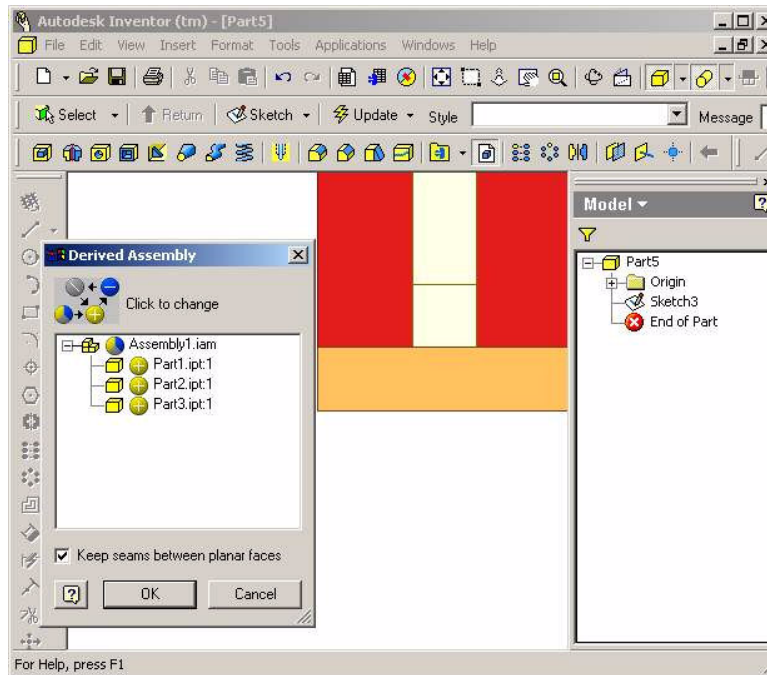 Autodesk Inventor (tm) - [Part5]
File Edit View Insert Format Tools Applications Windows Help
Select Return Sketch Update Style Message
Model
Derived Assembly
Click to change
Assembly1.iam
Part1.ipt:1
Part2.ipt:1
Part3.ipt:1
Keep seams between planar faces
OK Cancel
Part5
Origin
Sketch3
End of Part
For Help, press F1